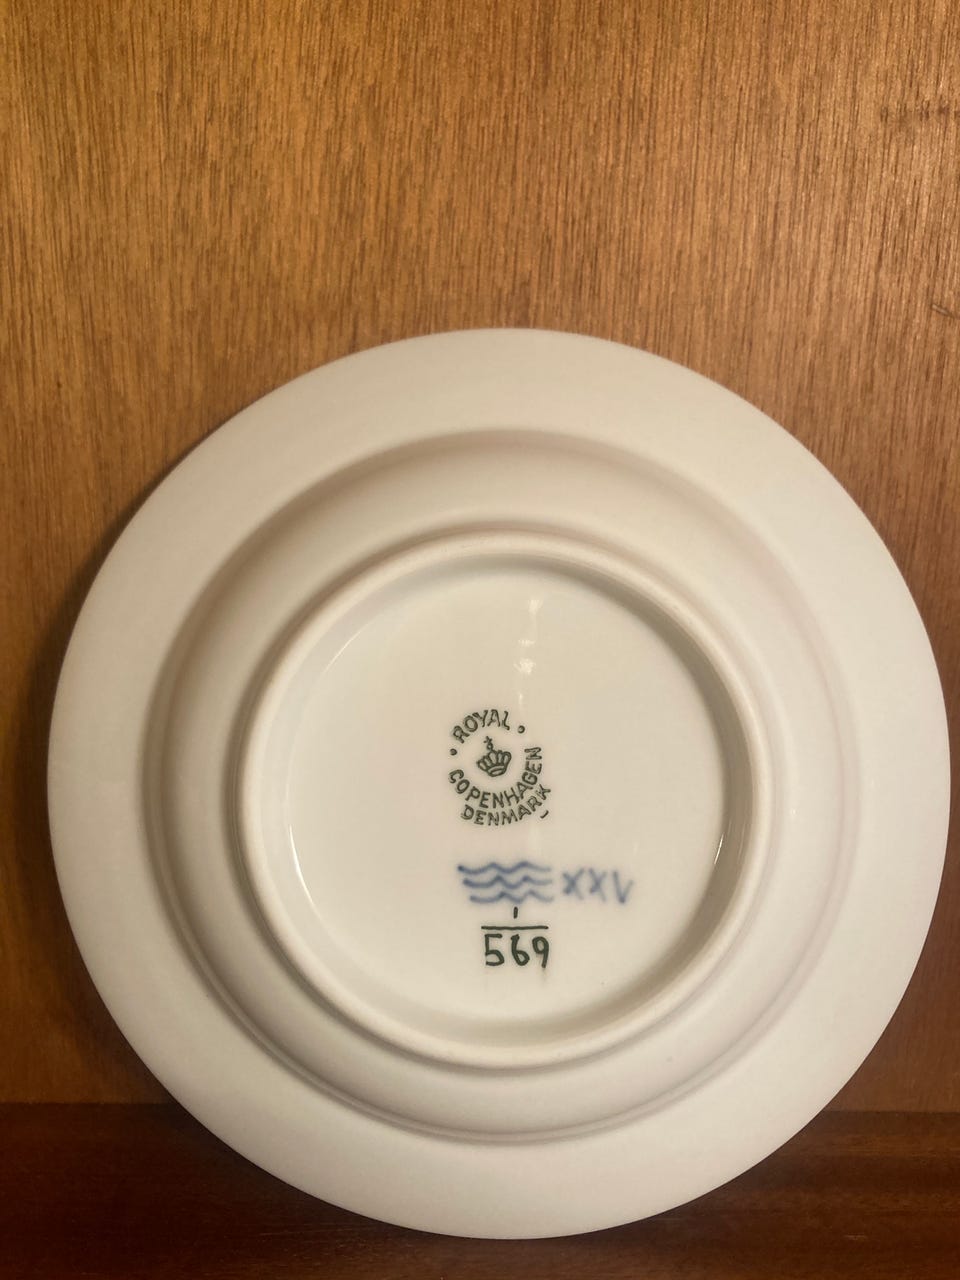 ROYAL
COPENHAGEN
DENMARK
XXV
1
569